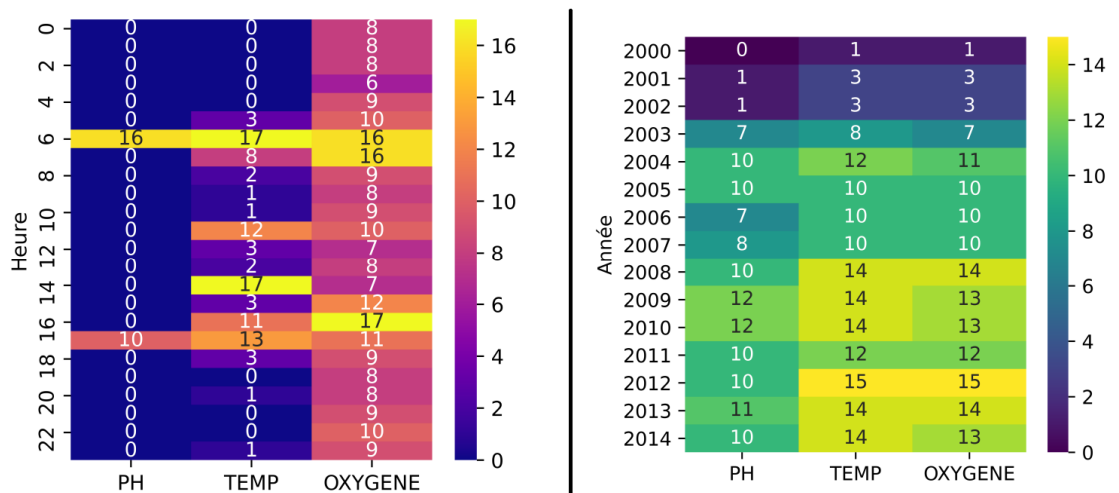 Heure
0 0 0 8
0 0 8
2 0 0 8
0 0 6
4 0 0 9
0 3 10
6 16 17 16
0 8 16
8 0 2 9
0 1 8
10 0 1 9
0 12 10
12 0 3 7
0 2 8
14 0 17 7
0 3 12
16 0 11 17
10 13 11
18 0 3 9
0 0 8
20 0 1 8
0 0 9
22 0 0 10
0 1 9
PH TEMP OXYGENE
16
14
12
10
8
6
4
2
0
Année
2000 0 1 1
2001 1 3 3
2002 1 3 3
2003 7 8 7
2004 10 12 11
2005 10 10 10
2006 7 10 10
2007 8 10 10
2008 10 14 14
2009 12 14 13
2010 12 14 13
2011 10 12 12
2012 10 15 15
2013 11 14 14
2014 10 14 13
PH TEMP OXYGENE
14
12
10
8
6
4
2
0